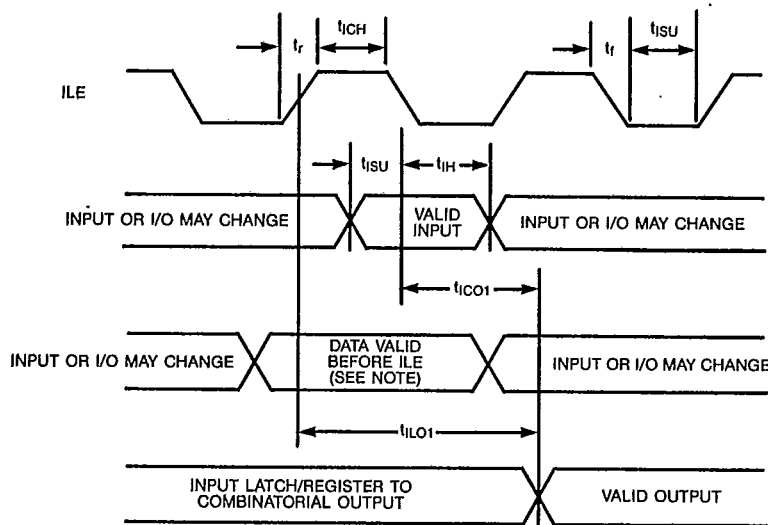 tr
tICH
tf
tISU
ILE
tISU
tIH
INPUT OR I/O MAY CHANGE
VALID
INPUT
INPUT OR I/O MAY CHANGE
tICO1
INPUT OR I/O MAY CHANGE
DATA VALID
BEFORE ILE
(SEE NOTE)
INPUT OR I/O MAY CHANGE
tILO1
INPUT LATCH/REGISTER TO
COMBINATORIAL OUTPUT
VALID OUTPUT